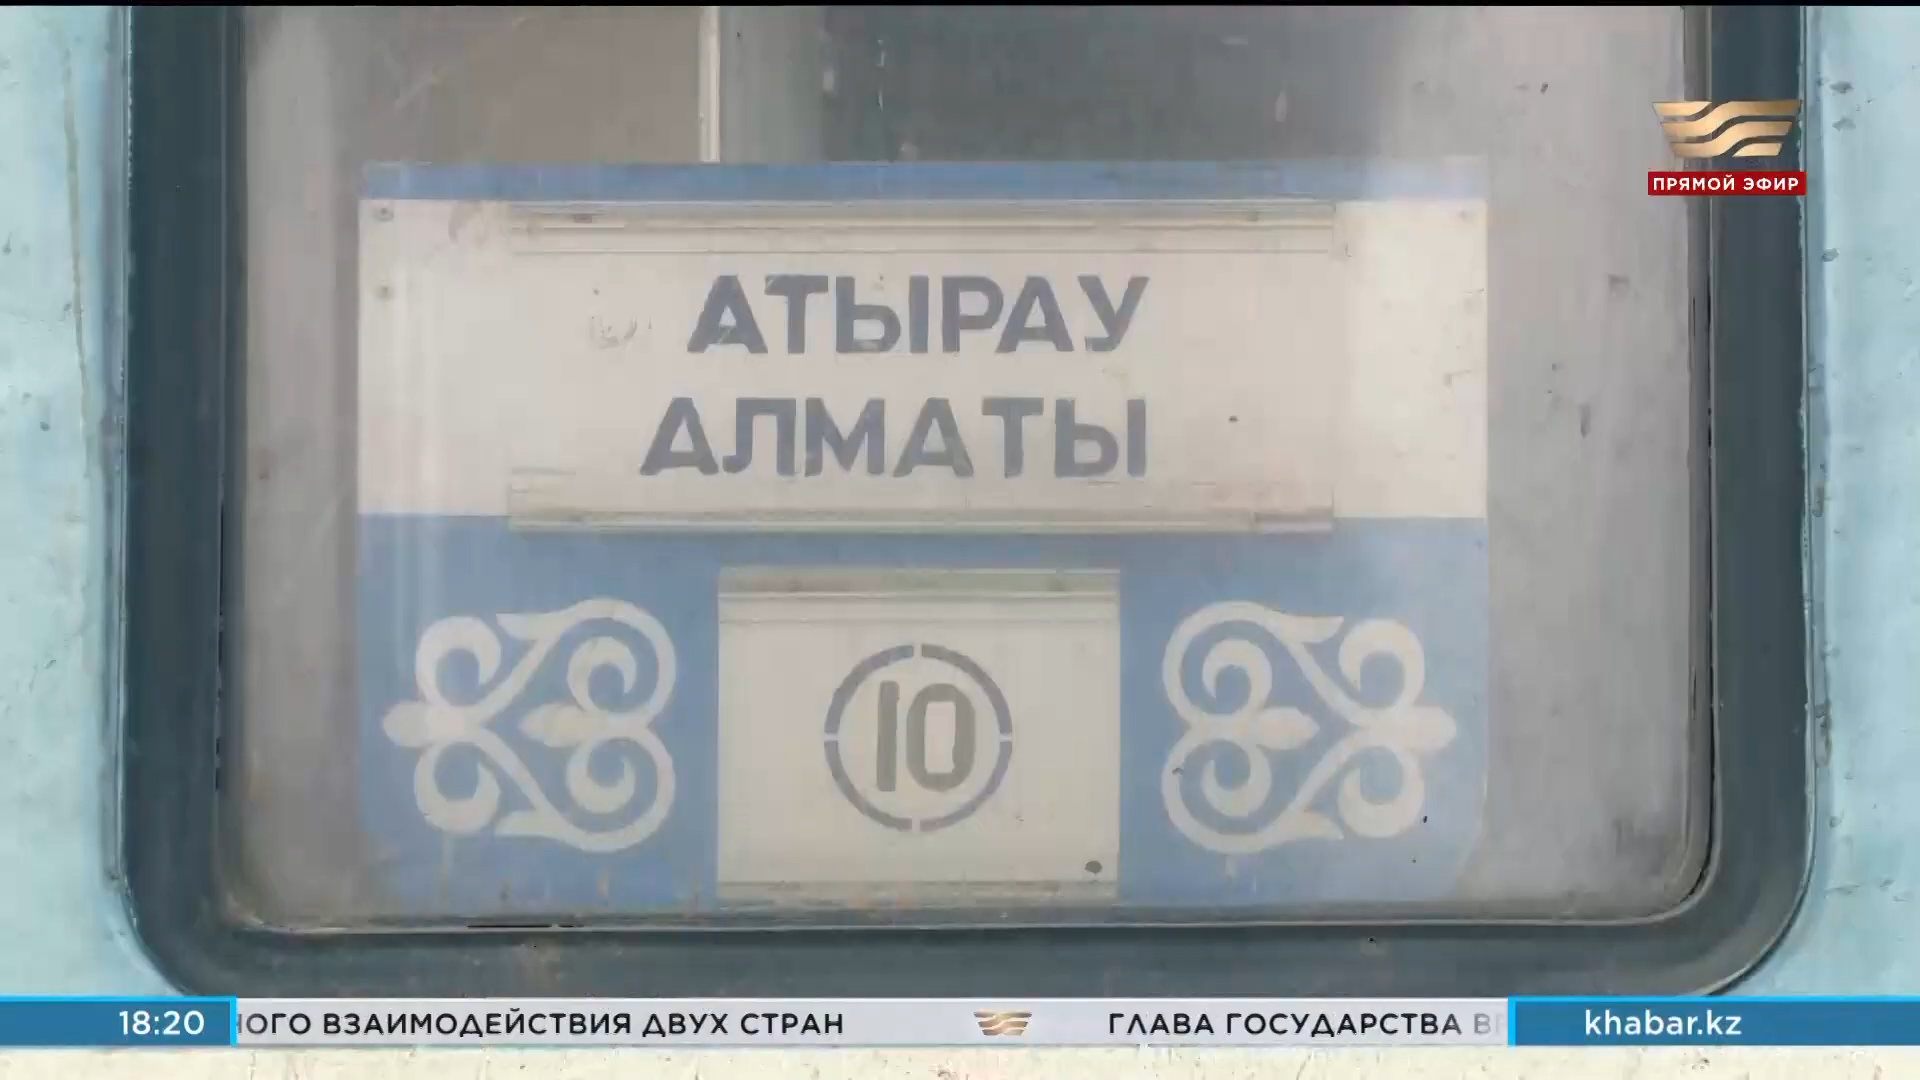 ПРЯМОЙ ЭФИР
АТЫРАУ
АЛМАТЫ
10
18:20
ВЗАИМОДЕЙСТВИЯ ДВУХ СТРАН
ГЛАВА ГОСУДАРСТВА
khabar.kz